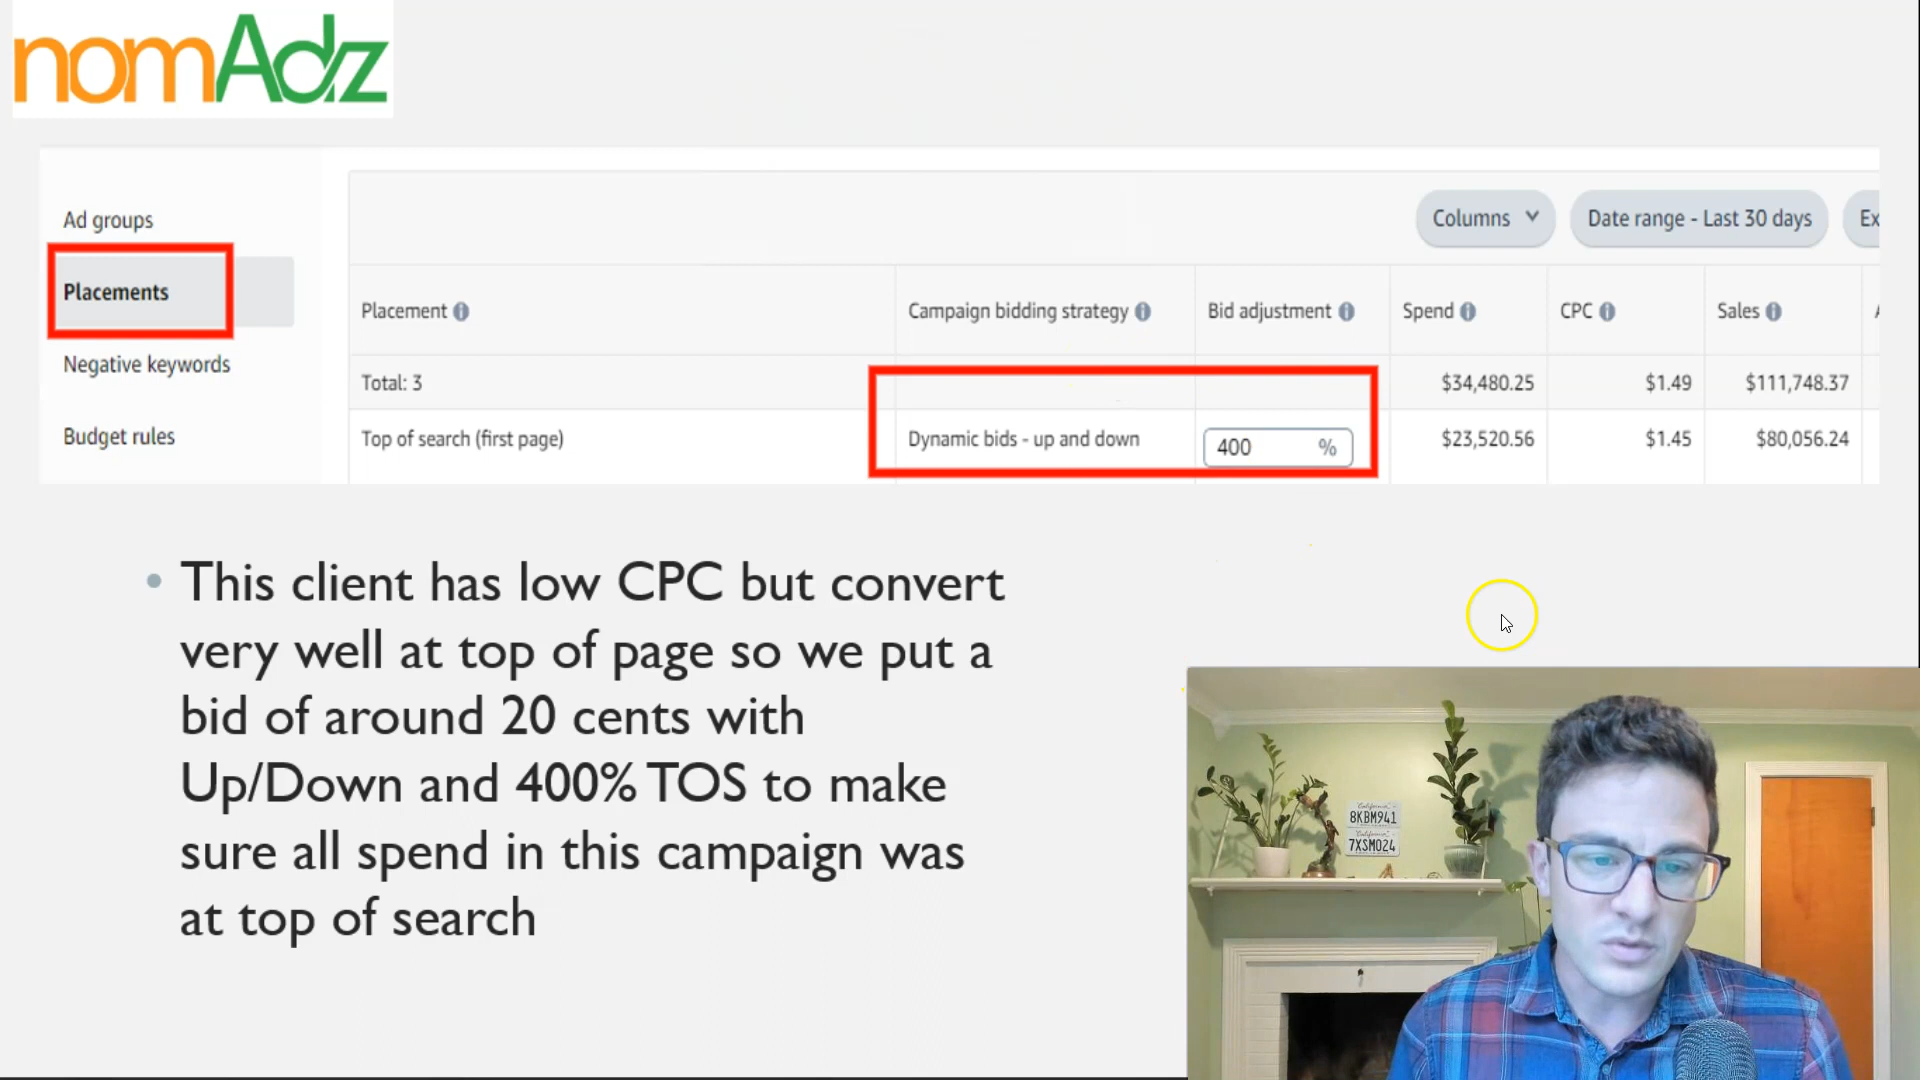 nomAdz
Ad groups
Placements
Negative keywords
Budget rules
Columns
Date range - Last 30 days
Ex
Placement
Campaign bidding strategy
Bid adjustment
Spend
CPC
Sales
Total: 3
$34,480.25
$1.49
$111,748.37
Top of search (first page)
Dynamic bids - up and down
400 %
$23,520.56
$1.45
$80,056.24
• This client has low CPC but convert
very well at top of page so we put a
bid of around 20 cents with
Up/Down and 400% TOS to make
sure all spend in this campaign was
at top of search
California
8KBM941
California
7XSM024